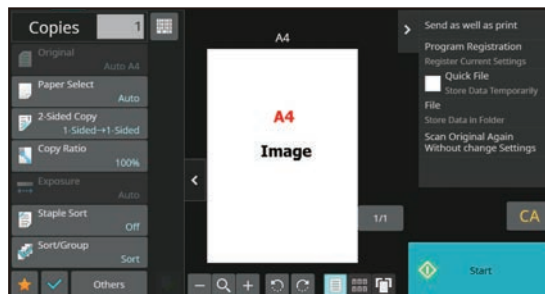 Copies
1
Original
Auto A4
Paper Select
Auto
2-Sided Copy
1-Sided→1-Sided
Copy Ratio
100%
Exposure
Auto
Staple Sort
Off
Sort/Group
Sort
Others
A4
A4
Image
1/1
Send as well as print
Program Registration
Register Current Settings
Quick File
Store Data Temporarily
File
Store Data in Folder
Scan Original Again
Without change Settings
CA
Start